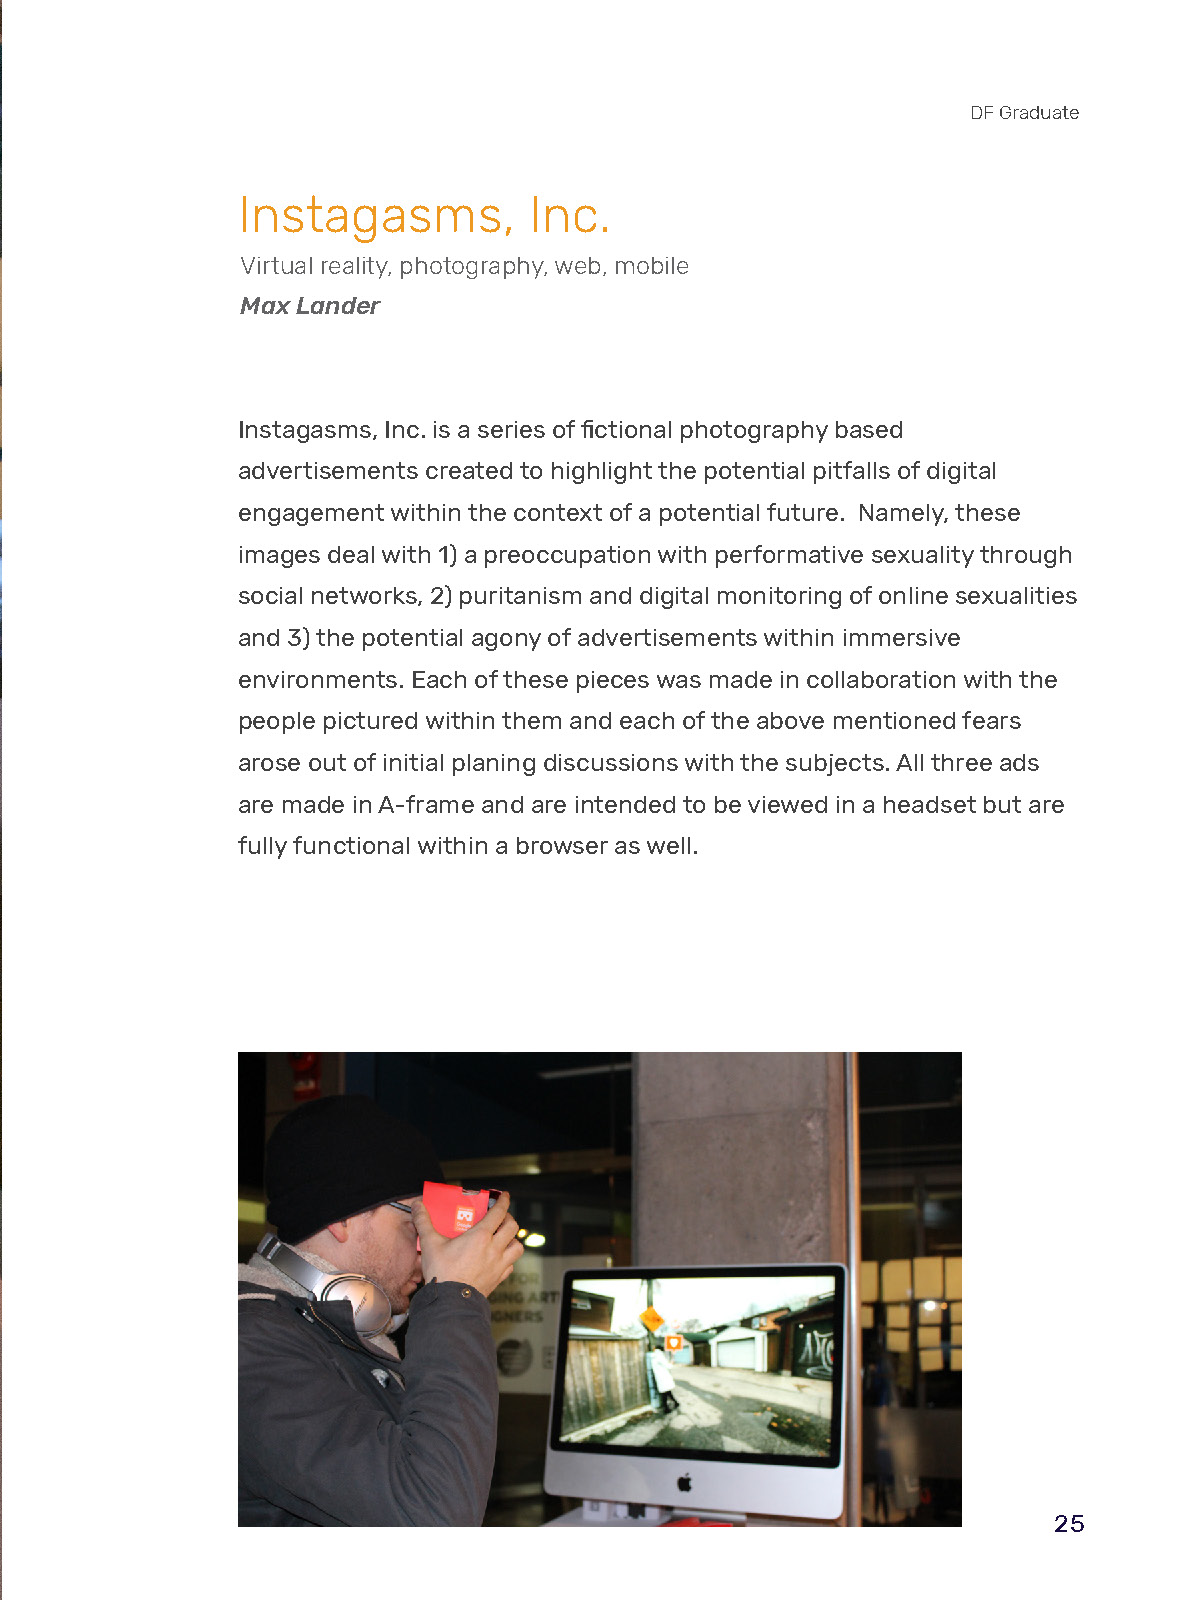 DF Graduate
Instagasms, Inc.
Virtual reality, photography, web, mobile
Max Lander
Instagasms, Inc. is a series of fictional photography based
advertisements created to highlight the potential pitfalls of digital
engagement within the context of a potential future.  Namely, these
images deal with 1) a preoccupation with performative sexuality through
social networks, 2) puritanism and digital monitoring of online sexualities
and 3) the potential agony of advertisements within immersive
environments. Each of these pieces was made in collaboration with the
people pictured within them and each of the above mentioned fears
arose out of initial planing discussions with the subjects. All three ads
are made in A-frame and are intended to be viewed in a headset but are
fully functional within a browser as well.
FOR
ART
25